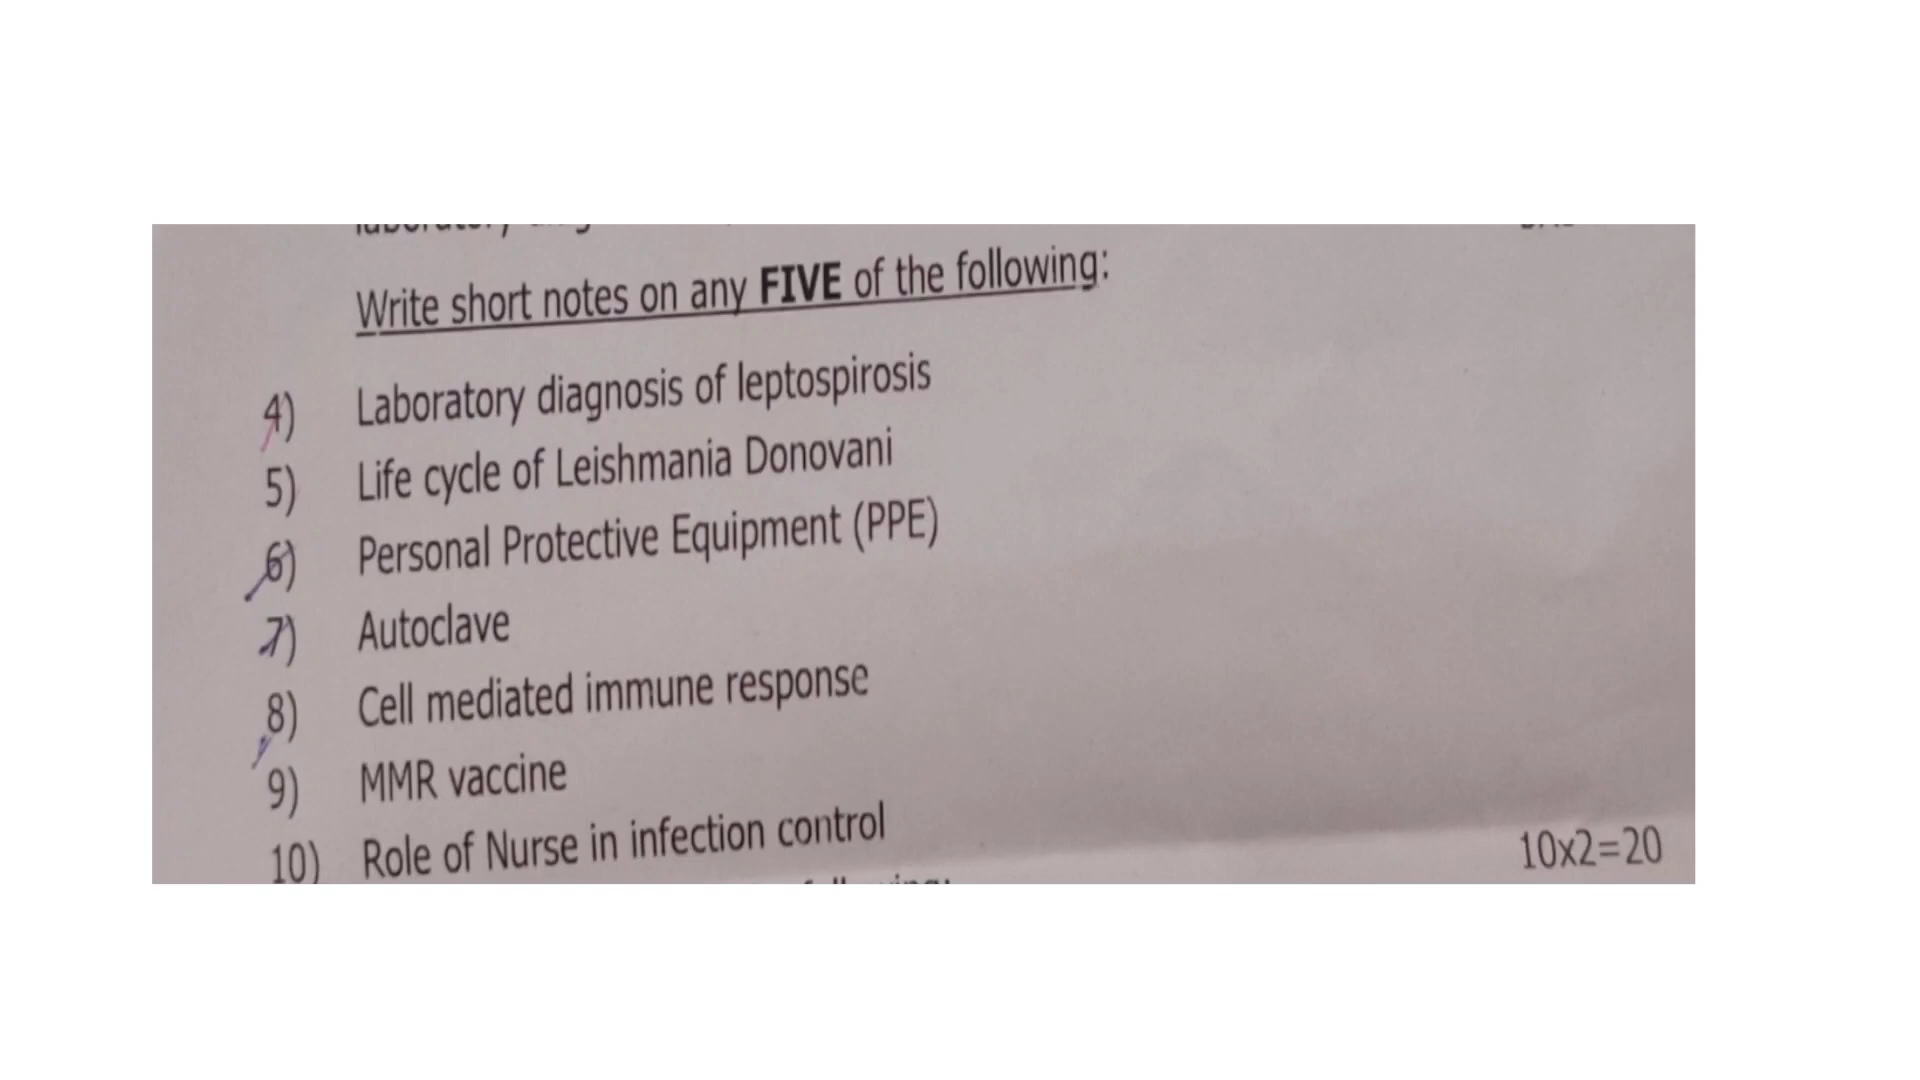 Write short notes on any FIVE of the following:
4) Laboratory diagnosis of leptospirosis
5) Life cycle of Leishmania Donovani
6) Personal Protective Equipment (PPE)
7) Autoclave
8) Cell mediated immune response
9) MMR vaccine
10) Role of Nurse in infection control
10x2=20